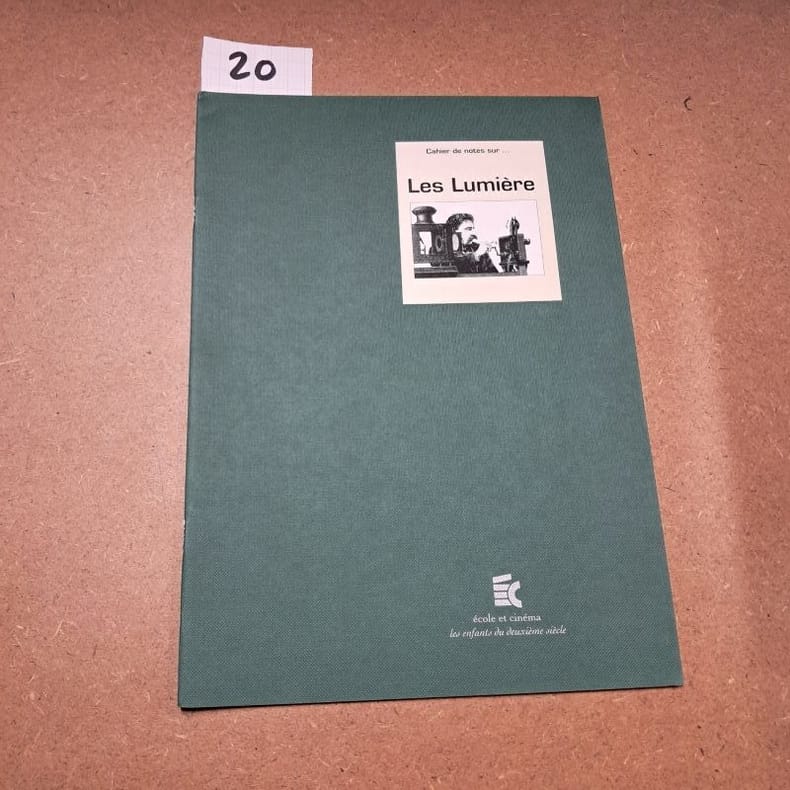 20
Cahier de notes sur ...
Les Lumière
école et cinéma
les enfants du deuxième siècle